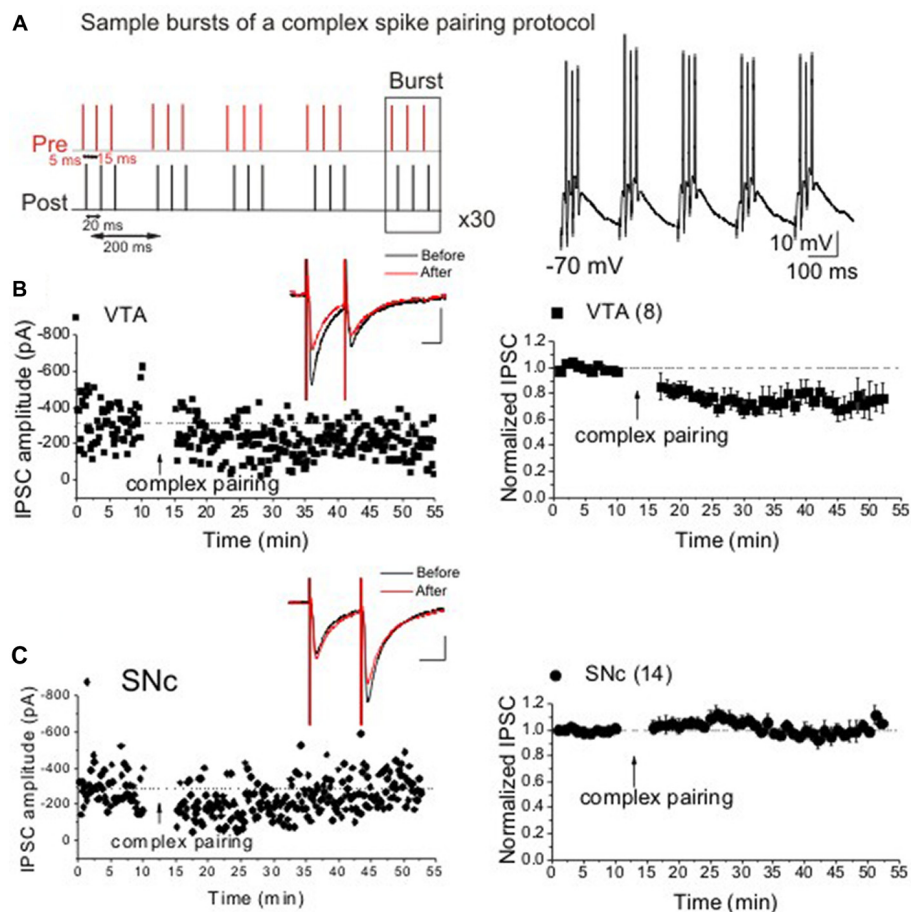 A
Sample bursts of a complex spike pairing protocol
Burst
Pre
5 ms 15 ms
Post
20 ms
200 ms
x30
-70 mV
10 mV
100 ms
B
VTA
Before
After
IPSC amplitude (pA)
-800
-600
-400
-200
0
complex pairing
0 5 10 15 20 25 30 35 40 45 50 55
Time (min)
VTA (8)
Normalized IPSC
1.2
1.0
0.8
0.6
0.4
0.2
0.0
complex pairing
0 5 10 15 20 25 30 35 40 45 50 55
Time (min)
C
SNc
Before
After
IPSC amplitude (pA)
-800
-600
-400
-200
0
complex pairing
0 5 10 15 20 25 30 35 40 45 50 55
Time (min)
SNc (14)
Normalized IPSC
1.2
1.0
0.8
0.6
0.4
0.2
0.0
complex pairing
0 5 10 15 20 25 30 35 40 45 50 55
Time (min)